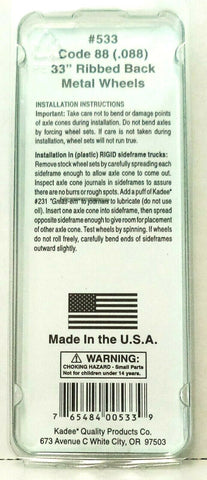 #533
Code 88 (.088)
33" Ribbed Back
Metal Wheels
INSTALLATION INSTRUCTIONS
Important: Take care not to bend or damage points
of axle cones during installation. Do not bend axles
by forcing wheel sets. If care is not taken during
installation, wheel sets will not run true.
Installation in (plastic) RIGID sideframe trucks:
Remove stock wheel sets by carefully spreading each
sideframe enough to allow axle cone to come out.
Inspect axle cone journals in sideframes to assure
there are no burrs or rough spots. Add a puff of Kadee®
#231 "Greas-em" to journals to lubricate (do not use
oil). Insert one axle cone into sideframe, then spread
opposite sideframe enough to give room for placement
of other axle cone. Test wheels by spinning. If wheels
do not roll freely, carefully bend ends of sideframes
outward slightly.
Made in the U.S.A.
WARNING:
CHOKING HAZARD - Small Parts
Not for children under 14 years.
7 65484 00533 9
Kadee® Quality Products Co.
673 Avenue C White City, OR 97503